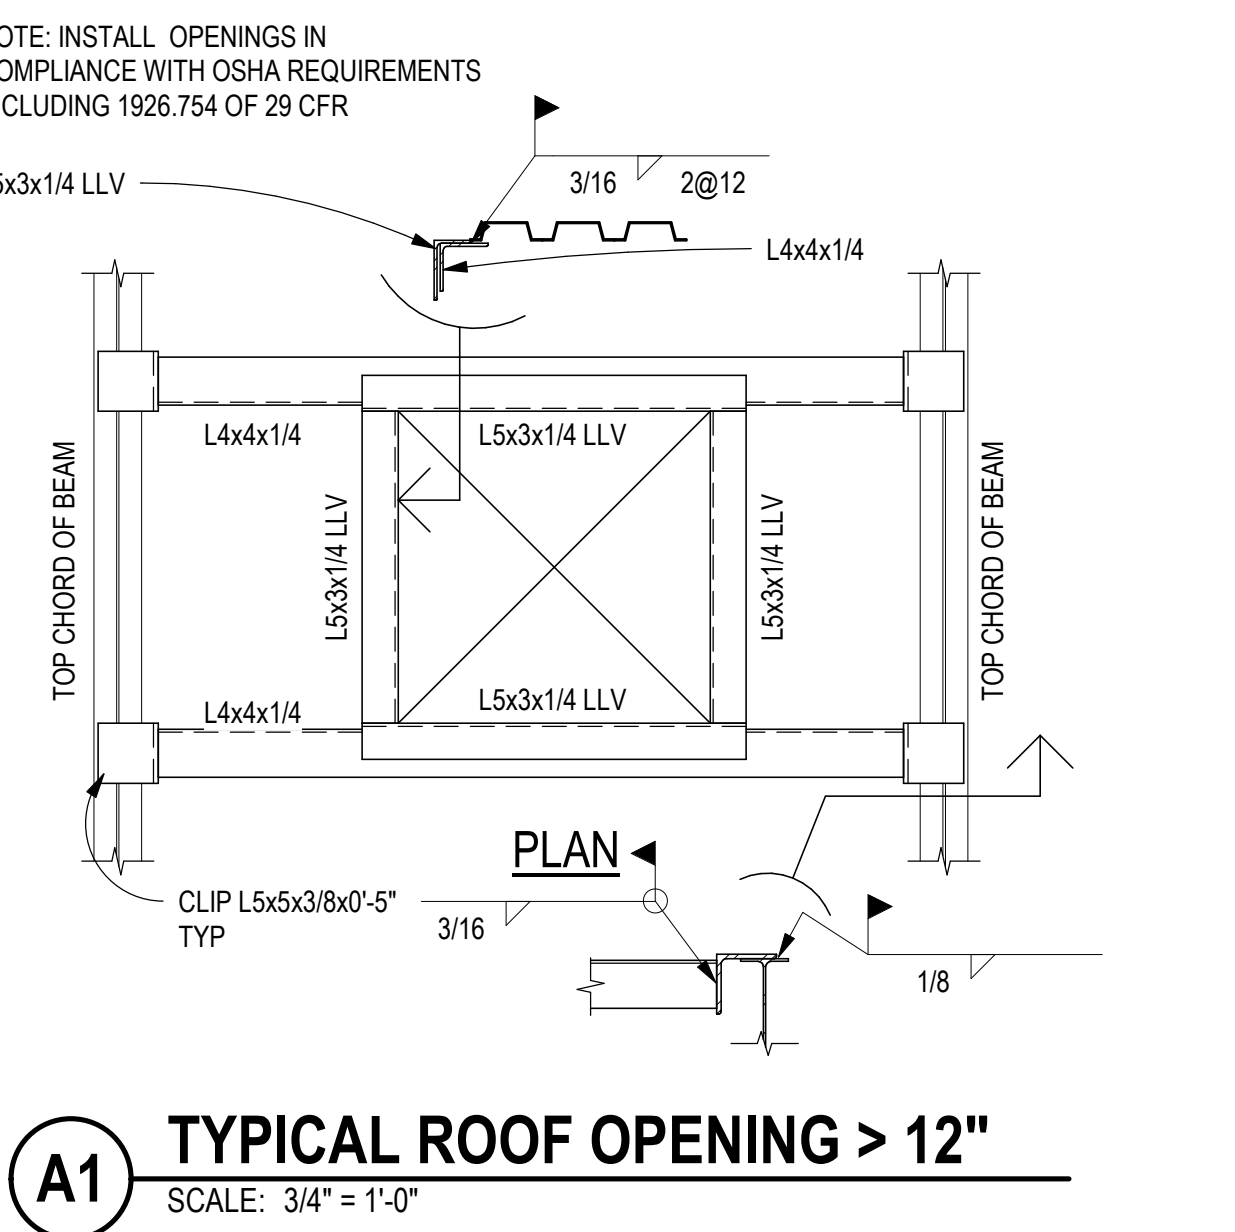 OTE: INSTALL OPENINGS IN
OMPLIANCE WITH OSHA REQUIREMENTS
CLUDING 1926.754 OF 29 CFR
5x3x1/4 LLV
3/16
2@12
L4x4x1/4
L4x4x1/4
L5x3x1/4 LLV
TOP CHORD OF BEAM
L5x3x1/4 LLV
L5x3x1/4 LLV
TOP CHORD OF BEAM
L4x4x1/4
L5x3x1/4 LLV
PLAN
CLIP L5x5x3/8x0'-5"
TYP
3/16
1/8
A1
TYPICAL ROOF OPENING > 12"
SCALE: 3/4" = 1'-0"